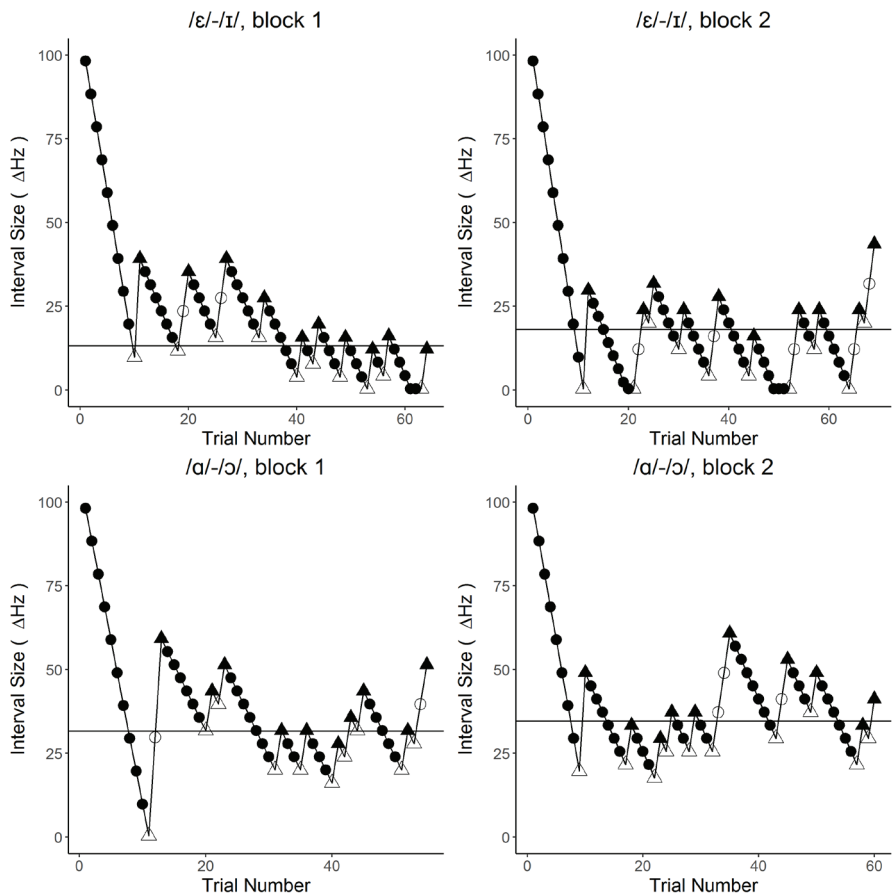 /ɛ/-/ɪ/, block 1
Interval Size ( ΔHz )
100
75
50
25
0
0 20 40 60
Trial Number
/ɛ/-/ɪ/, block 2
Interval Size ( ΔHz )
100
75
50
25
0
0 20 40 60
Trial Number
/ɑ/-/ɔ/, block 1
Interval Size ( ΔHz )
100
75
50
25
0
0 20 40
Trial Number
/ɑ/-/ɔ/, block 2
Interval Size ( ΔHz )
100
75
50
25
0
0 20 40 60
Trial Number